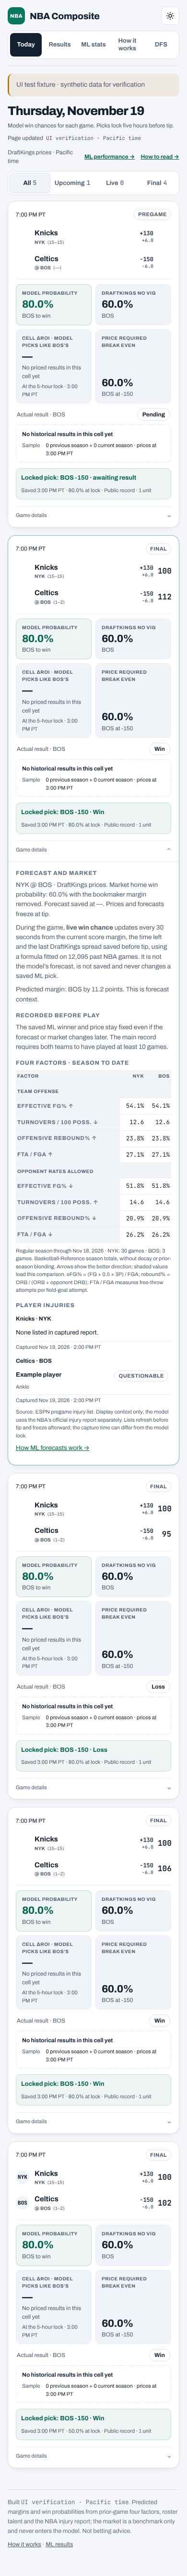 NBA NBA Composite
Today Results ML stats How it works DFS
UI test fixture · synthetic data for verification
Thursday, November 19
Model win chances for each game. Picks lock five hours before tip.
Page updated UI verification · Pacific time
DraftKings prices · Pacific time
ML performance → How to read →
All 5 Upcoming 1 Live 0 Final 4
7:00 PM PT PREGAME
Knicks +130
NYK (15–15) +6.0
Celtics -150
@ BOS (—) -6.0
MODEL PROBABILITY
80.0%
BOS to win
DRAFTKINGS NO VIG
60.0%
BOS
CELL ΔROI · MODEL PICKS LIKE BOS'S
—
No priced results in this cell yet
At the 5-hour lock · 3:00 PM PT
PRICE REQUIRED BREAK EVEN
60.0%
BOS at -150
Actual result · BOS Pending
No historical results in this cell yet
Sample 0 previous season + 0 current season · prices at 3:00 PM PT
Locked pick: BOS -150 · awaiting result
Saved 3:00 PM PT · 80.0% at lock · Public record · 1 unit
Game details
7:00 PM PT FINAL
Knicks +130 100
NYK (15–15) +6.0
Celtics -150 112
@ BOS (1–2) -6.0
MODEL PROBABILITY
80.0%
BOS to win
DRAFTKINGS NO VIG
60.0%
BOS
CELL ΔROI · MODEL PICKS LIKE BOS'S
—
No priced results in this cell yet
At the 5-hour lock · 3:00 PM PT
PRICE REQUIRED BREAK EVEN
60.0%
BOS at -150
Actual result · BOS Win
No historical results in this cell yet
Sample 0 previous season + 0 current season · prices at 3:00 PM PT
Locked pick: BOS -150 · Win
Saved 3:00 PM PT · 80.0% at lock · Public record · 1 unit
Game details
FORECAST AND MARKET
NYK @ BOS · DraftKings prices. Market home win
probability: 60.0% with the bookmaker margin
removed. Forecast saved at —. Prices and forecasts
freeze at tip.
During the game, live win chance updates every 30
seconds from the current score margin, the time left
and the last DraftKings spread saved before tip, using
a formula fitted on 12,095 past NBA games. It is not
the model's forecast, is not saved and never changes a
saved ML pick.
Predicted margin: BOS by 11.2 points. This is forecast
context.
RECORDED BEFORE PLAY
The saved ML winner and price stay fixed even if the
forecast or market changes later. The main record
requires both teams to have played at least 10 games.
FOUR FACTORS · SEASON TO DATE
FACTOR NYK BOS
TEAM OFFENSE
EFFECTIVE FG% ↑ 54.1% 54.1%
TURNOVERS / 100 POSS. ↓ 12.6 12.6
OFFENSIVE REBOUND% ↑ 23.8% 23.8%
FTA / FGA ↑ 27.1% 27.1%
OPPONENT RATES ALLOWED
EFFECTIVE FG% ↓ 51.8% 51.8%
TURNOVERS / 100 POSS. ↑ 14.6 14.6
OFFENSIVE REBOUND% ↓ 20.9% 20.9%
FTA / FGA ↓ 26.2% 26.2%
Regular season through Nov 18, 2026 · NYK: 30 games · BOS: 3
games. Basketball-Reference season totals, without decay or prior-
season blending. Arrows show the better direction; shaded values
lead this comparison. eFG% = (FG + 0.5 × 3P) / FGA; rebound% =
ORB / (ORB + opponent DRB); FTA / FGA measures free-throw
attempts per field-goal attempt.
PLAYER INJURIES
Knicks · NYK
None listed in captured report.
Captured Nov 19, 2026 · 2:00 PM PT
Celtics · BOS
Example player QUESTIONABLE
Ankle
Captured Nov 19, 2026 · 2:00 PM PT
Source: ESPN pregame injury list. Display context only; the model
uses the NBA's official injury report separately. Lists refresh before
tip and freeze afterward; the capture time can differ from the model
lock.
How ML forecasts work →
7:00 PM PT FINAL
Knicks +130 100
NYK (15–15) +6.0
Celtics -150 95
@ BOS (1–2) -6.0
MODEL PROBABILITY
80.0%
BOS to win
DRAFTKINGS NO VIG
60.0%
BOS
CELL ΔROI · MODEL PICKS LIKE BOS'S
—
No priced results in this cell yet
At the 5-hour lock · 3:00 PM PT
PRICE REQUIRED BREAK EVEN
60.0%
BOS at -150
Actual result · BOS Loss
No historical results in this cell yet
Sample 0 previous season + 0 current season · prices at 3:00 PM PT
Locked pick: BOS -150 · Loss
Saved 3:00 PM PT · 80.0% at lock · Public record · 1 unit
Game details
7:00 PM PT FINAL
Knicks +130 100
NYK (15–15) +6.0
Celtics -150 106
@ BOS (1–2) -6.0
MODEL PROBABILITY
80.0%
BOS to win
DRAFTKINGS NO VIG
60.0%
BOS
CELL ΔROI · MODEL PICKS LIKE BOS'S
—
No priced results in this cell yet
At the 5-hour lock · 3:00 PM PT
PRICE REQUIRED BREAK EVEN
60.0%
BOS at -150
Actual result · BOS Win
No historical results in this cell yet
Sample 0 previous season + 0 current season · prices at 3:00 PM PT
Locked pick: BOS -150 · Win
Saved 3:00 PM PT · 80.0% at lock · Public record · 1 unit
Game details
7:00 PM PT FINAL
NYK Knicks +130 100
NYK (15–15) +6.0
BOS Celtics -150 102
@ BOS (1–2) -6.0
MODEL PROBABILITY
80.0%
BOS to win
DRAFTKINGS NO VIG
60.0%
BOS
CELL ΔROI · MODEL PICKS LIKE BOS'S
—
No priced results in this cell yet
At the 5-hour lock · 3:00 PM PT
PRICE REQUIRED BREAK EVEN
60.0%
BOS at -150
Actual result · BOS Win
No historical results in this cell yet
Sample 0 previous season + 0 current season · prices at 3:00 PM PT
Locked pick: BOS -150 · Win
Saved 3:00 PM PT · 50.0% at lock · Public record · 1 unit
Game details
Built UI verification · Pacific time. Predicted
margins and win probabilities from prior-game four factors, roster
talent and the NBA injury report; the market is a benchmark only
and never enters the model. Not betting advice.
How it works · ML results